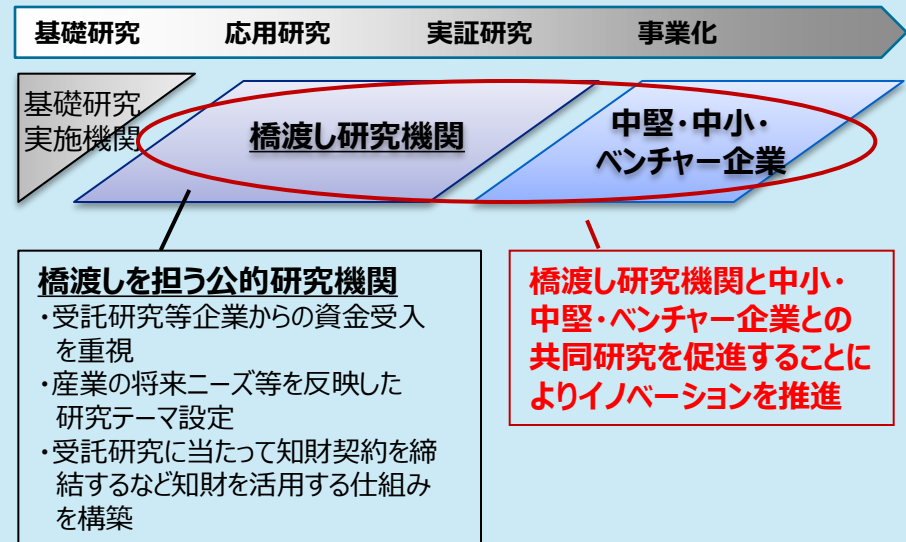 基礎研究 応用研究 実証研究 事業化
基礎研究
実施機関
橋渡し研究機関
中堅・中小・
ベンチャー企業
橋渡しを担う公的研究機関
・受託研究等企業からの資金受入
を重視
・産業の将来ニーズ等を反映した
研究テーマ設定
・受託研究に当たって知財契約を締
結するなど知財を活用する仕組み
を構築
橋渡し研究機関と中小・
中堅・ベンチャー企業との
共同研究を促進することに
よりイノベーションを推進